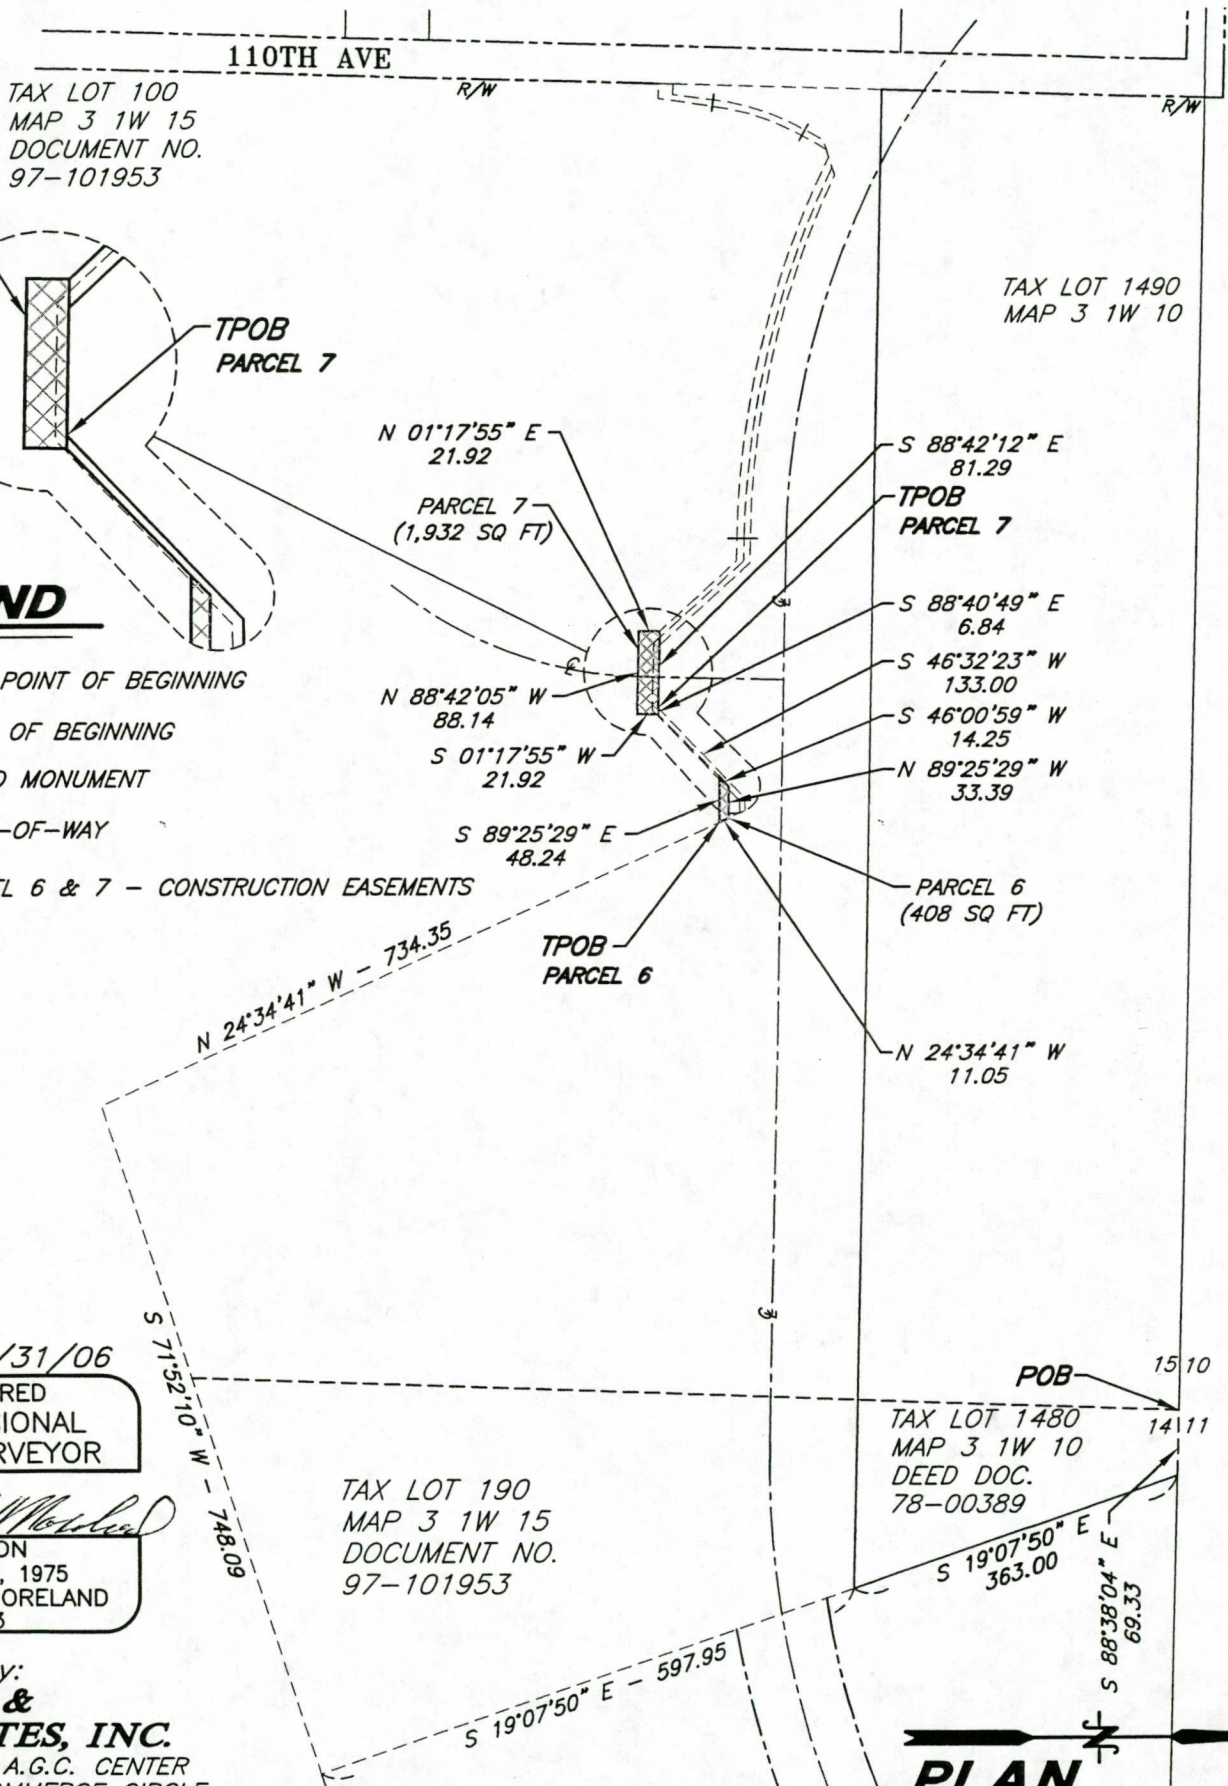 110TH AVE
R/W
R/W
TAX LOT 100
MAP 3 1W 15
DOCUMENT NO.
97-101953
TAX LOT 1490
MAP 3 1W 10
TPOB
PARCEL 7
N 01°17'55" E
21.92
PARCEL 7
(1,932 SQ FT)
N 88°42'05" W
88.14
S 01°17'55" W
21.92
S 89°25'29" E
48.24
S 88°42'12" E
81.29
TPOB
PARCEL 7
S 88°40'49" E
6.84
S 46°32'23" W
133.00
S 46°00'59" W
14.25
N 89°25'29" W
33.39
PARCEL 6
(408 SQ FT)
TPOB
PARCEL 6
N 24°34'41" W
11.05
ND
POINT OF BEGINNING
OF BEGINNING
D MONUMENT
-OF-WAY
EL 6 & 7 - CONSTRUCTION EASEMENTS
N 24°34'41" W - 734.35
S 71°52'10" W - 748.09
/31/06
RED
SIONAL
RVEYOR
ON
, 1975
ORELAND
y:
&
TES, INC.
A.G.C. CENTER
OMMERCE CIRCLE
TAX LOT 190
MAP 3 1W 15
DOCUMENT NO.
97-101953
S 19°07'50" E - 597.95
POB
15 10
14 11
TAX LOT 1480
MAP 3 1W 10
DEED DOC.
78-00389
S 19°07'50" E
363.00
S 88°38'04" E
69.33
N
PLAN